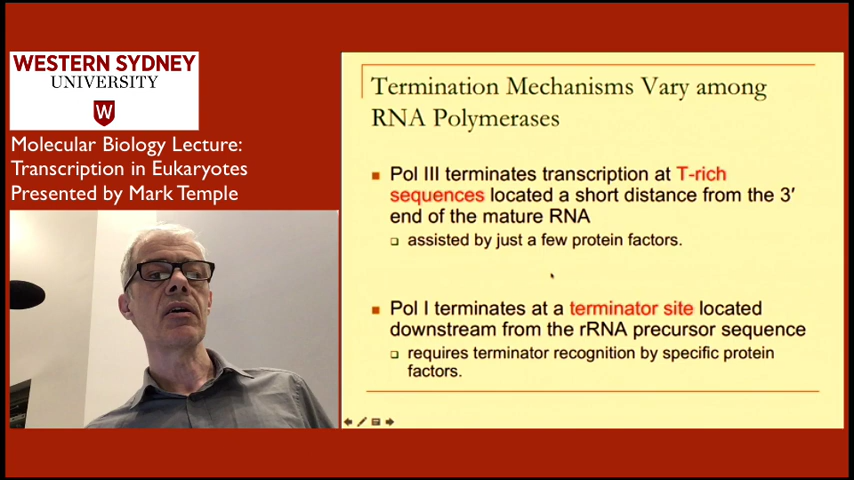 WESTERN SYDNEY
UNIVERSITY
W
Molecular Biology Lecture:
Transcription in Eukaryotes
Presented by Mark Temple
Termination Mechanisms Vary among
RNA Polymerases
Pol III terminates transcription at T-rich
sequences located a short distance from the 3′
end of the mature RNA
assisted by just a few protein factors.
Pol I terminates at a terminator site located
downstream from the rRNA precursor sequence
requires terminator recognition by specific protein
factors.